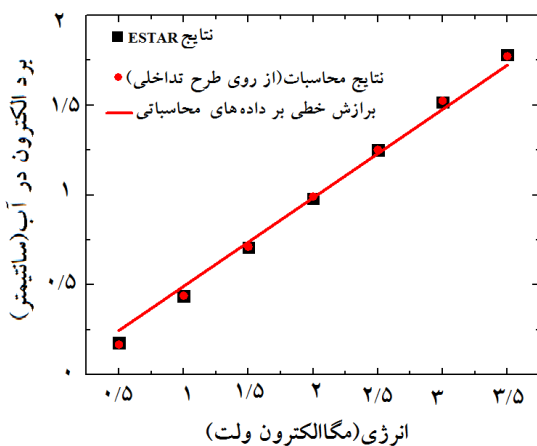 ۲
۱/۵
۱
۰/۵
۰
برد الکترون در آب(سانتیمتر)
نتایج ESTAR
نتایج محاسبات(از روی طرح تداخلی)
برازش خطی بر داده‌های محاسباتی
۰/۵ ۱ ۱/۵ ۲ ۲/۵ ۳ ۳/۵
انرژی(مگاالکترون ولت)